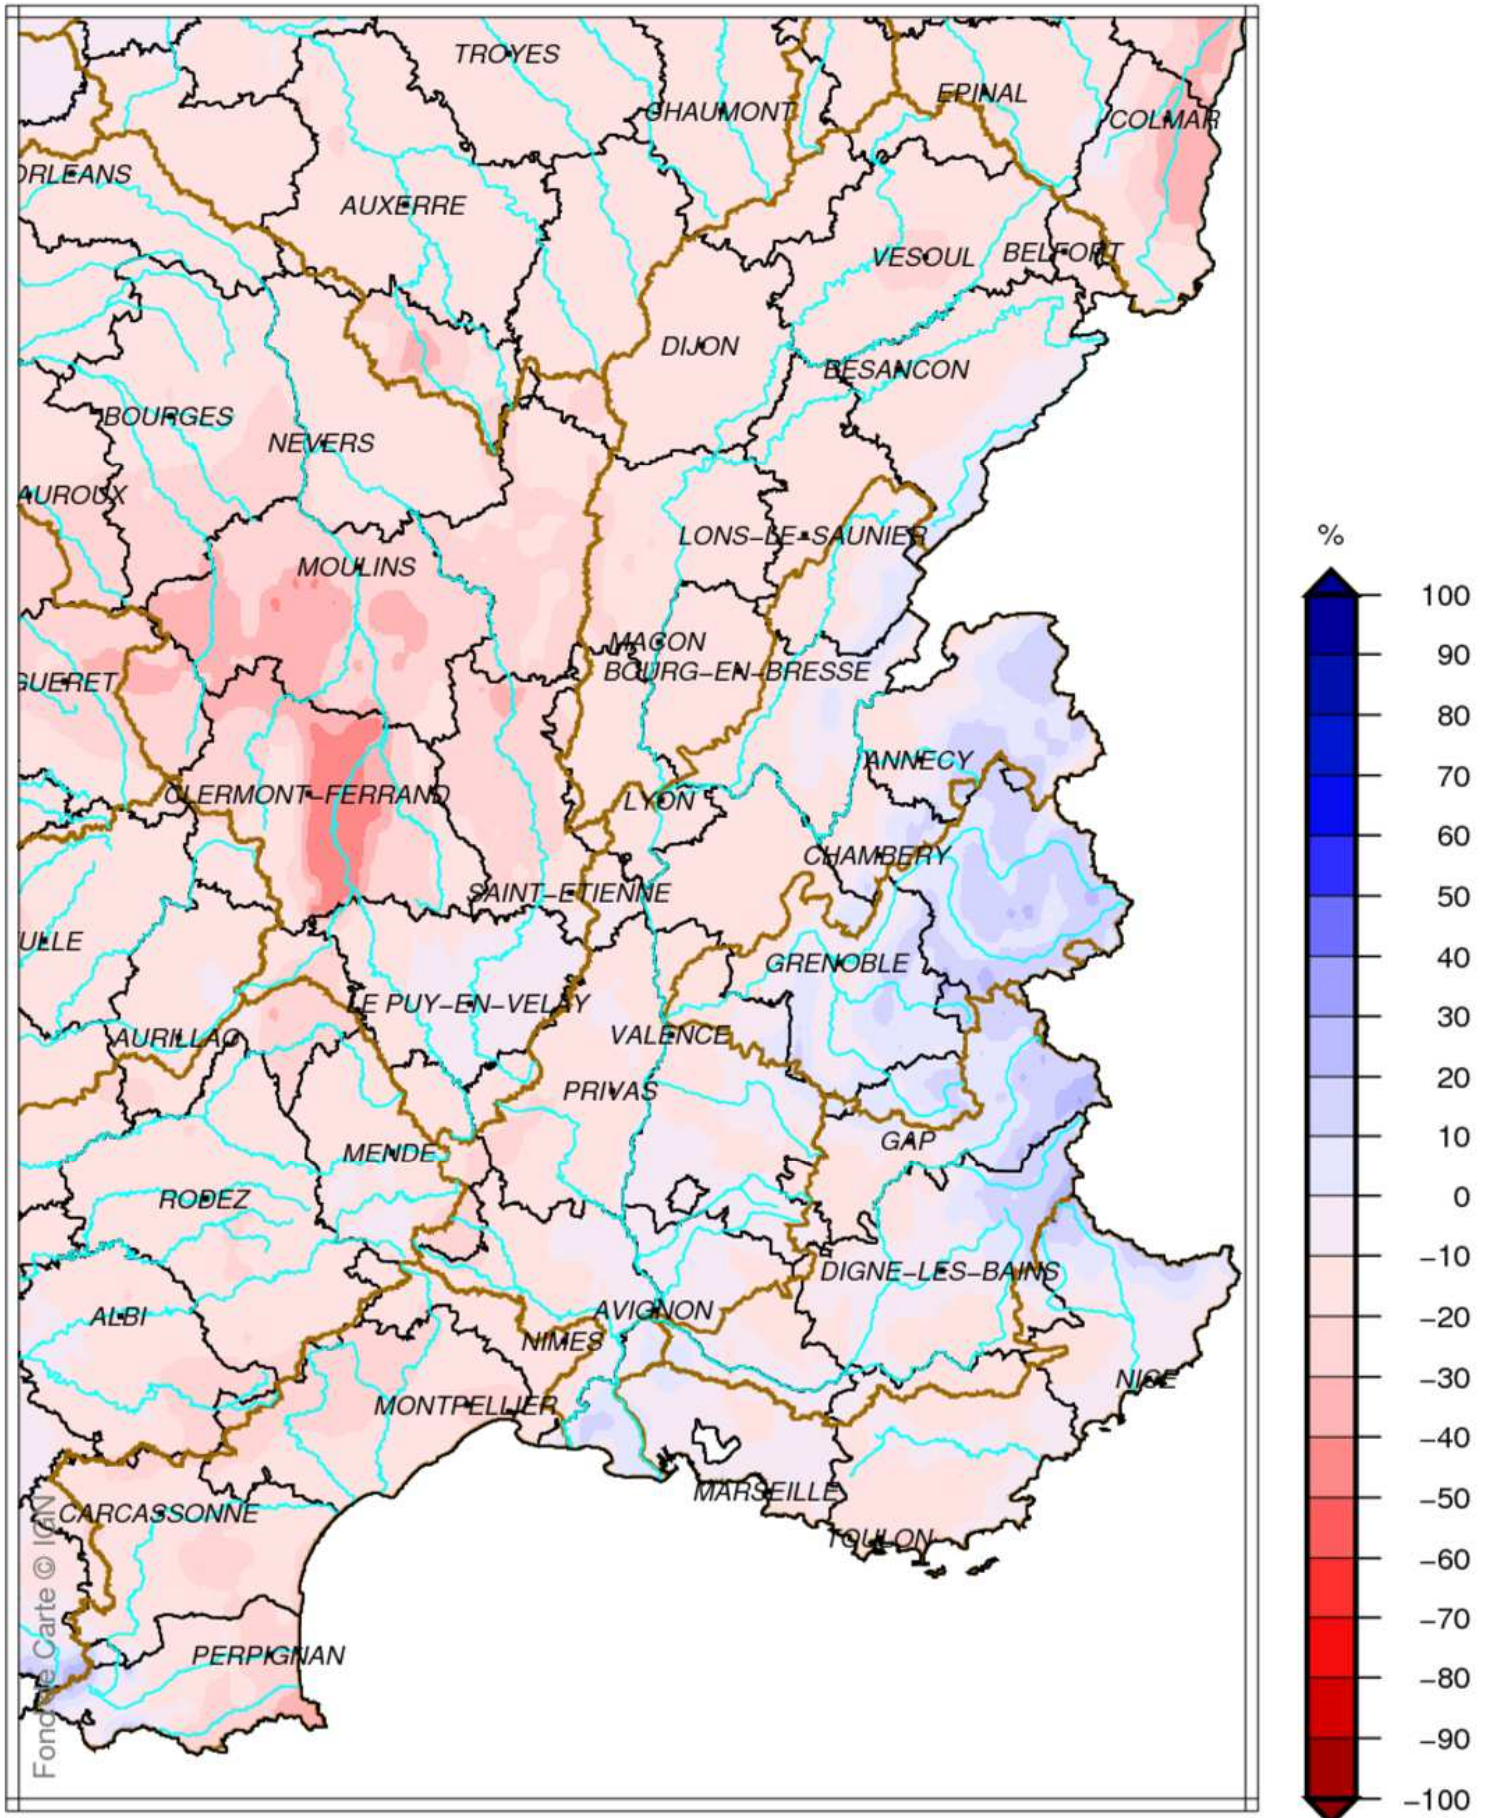 TROYES
EPINAL
CHAUMONT
COLMAR
ORLEANS
AUXERRE
VESOUL
BELFORT
DIJON
BESANCON
BOURGES
NEVERS
AUROUX
LONS-LE-SAUNIER
MOULINS
%
100
MACON
90
BOURG-EN-BRESSE
GUERET
80
ANNECY
70
CLERMONT-FERRAND
LYON
60
CHAMBERY
SAINT-ETIENNE
50
ULLE
40
GRENOBLE
LE PUY-EN-VELAY
30
AURILLAC
VALENCE
20
PRIVAS
10
GAP
MENDE
0
RODEZ
-10
DIGNE-LES-BAINS
AVIGNON
ALBI
-20
NIMES
-30
NICE
MONTPELLIER
-40
MARSEILLE
-50
CARCASSONNE
TOULON
-60
-70
PERPIGNAN
-80
-90
-100
Fond de Carte © IGN